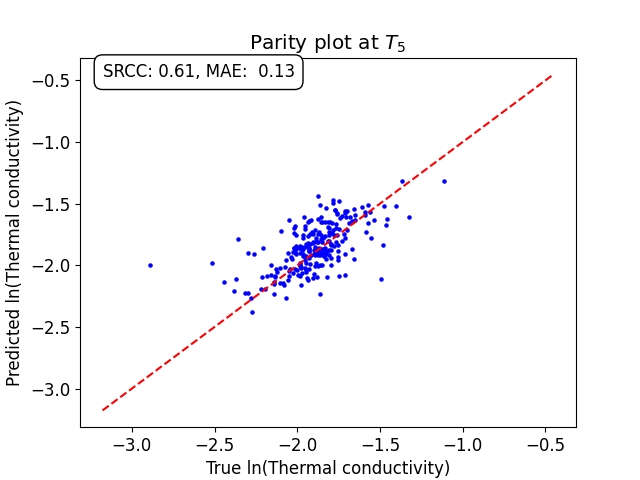 Parity plot at T₅
SRCC: 0.61, MAE:  0.13
Predicted ln(Thermal conductivity)
−0.5
−1.0
−1.5
−2.0
−2.5
−3.0
−3.0 −2.5 −2.0 −1.5 −1.0 −0.5
True ln(Thermal conductivity)